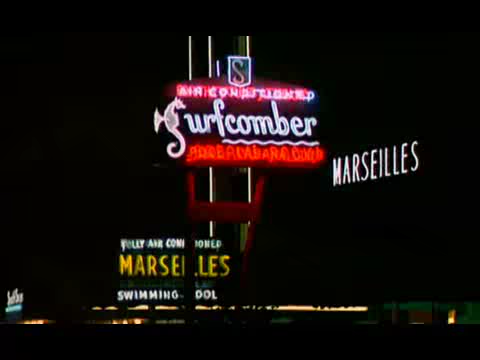 S
AIR CONDITIONED
Surfcomber
MARSEILLES
FULLY AIR CONDITIONED
MARSEILLES
SWIMMING POOL